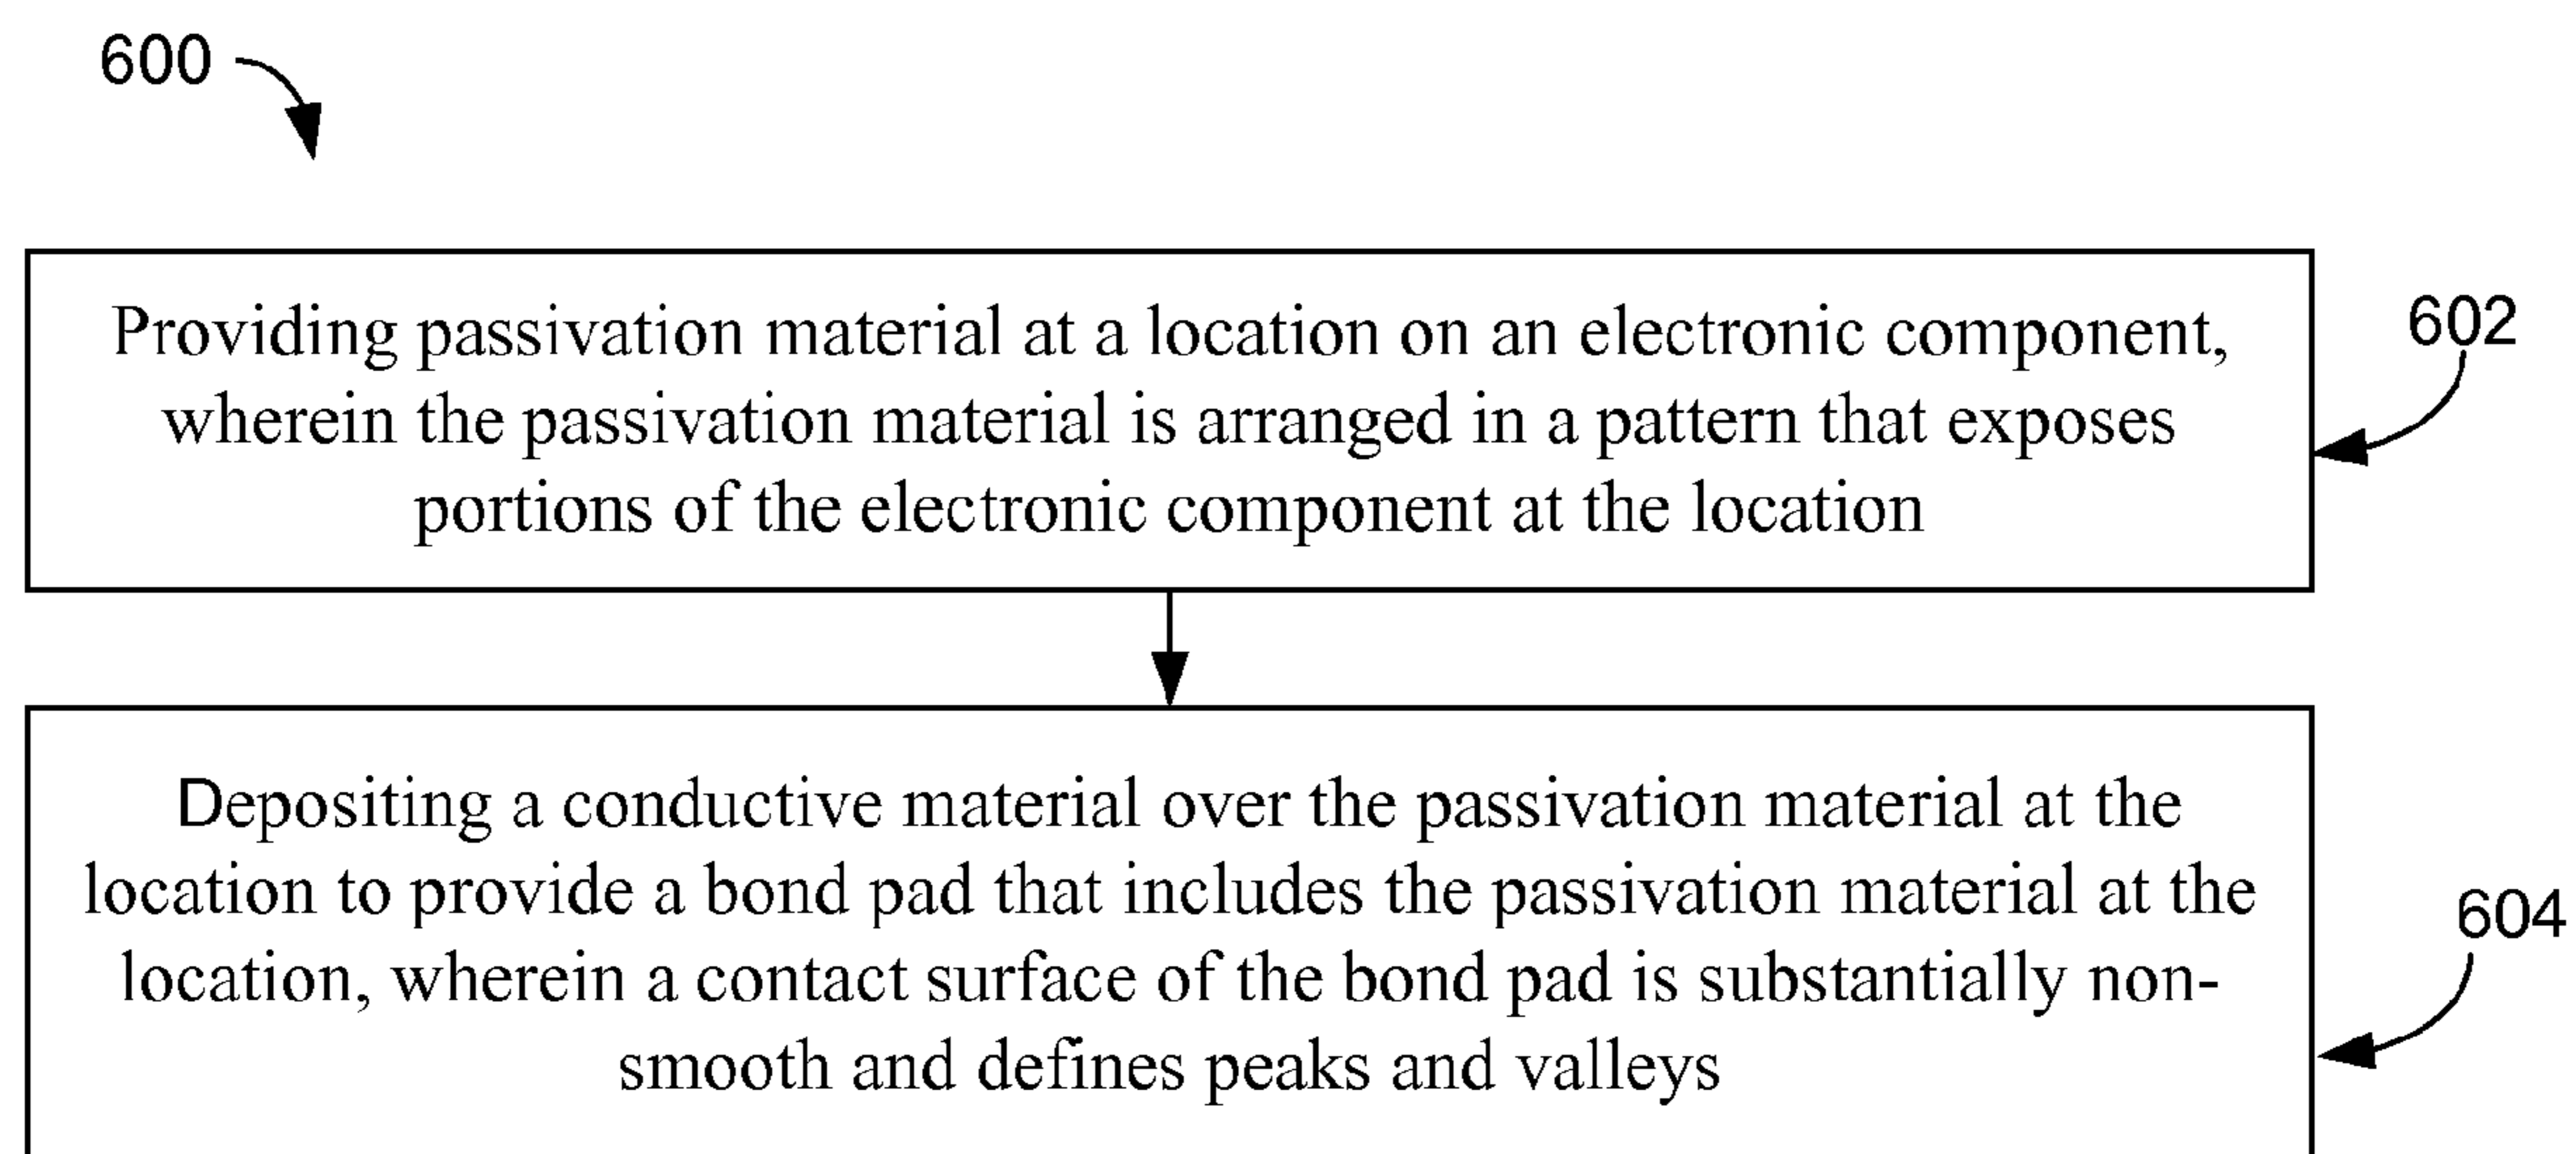 600
Providing passivation material at a location on an electronic component,
wherein the passivation material is arranged in a pattern that exposes
portions of the electronic component at the location
602
Depositing a conductive material over the passivation material at the
location to provide a bond pad that includes the passivation material at the
location, wherein a contact surface of the bond pad is substantially non-
smooth and defines peaks and valleys
604